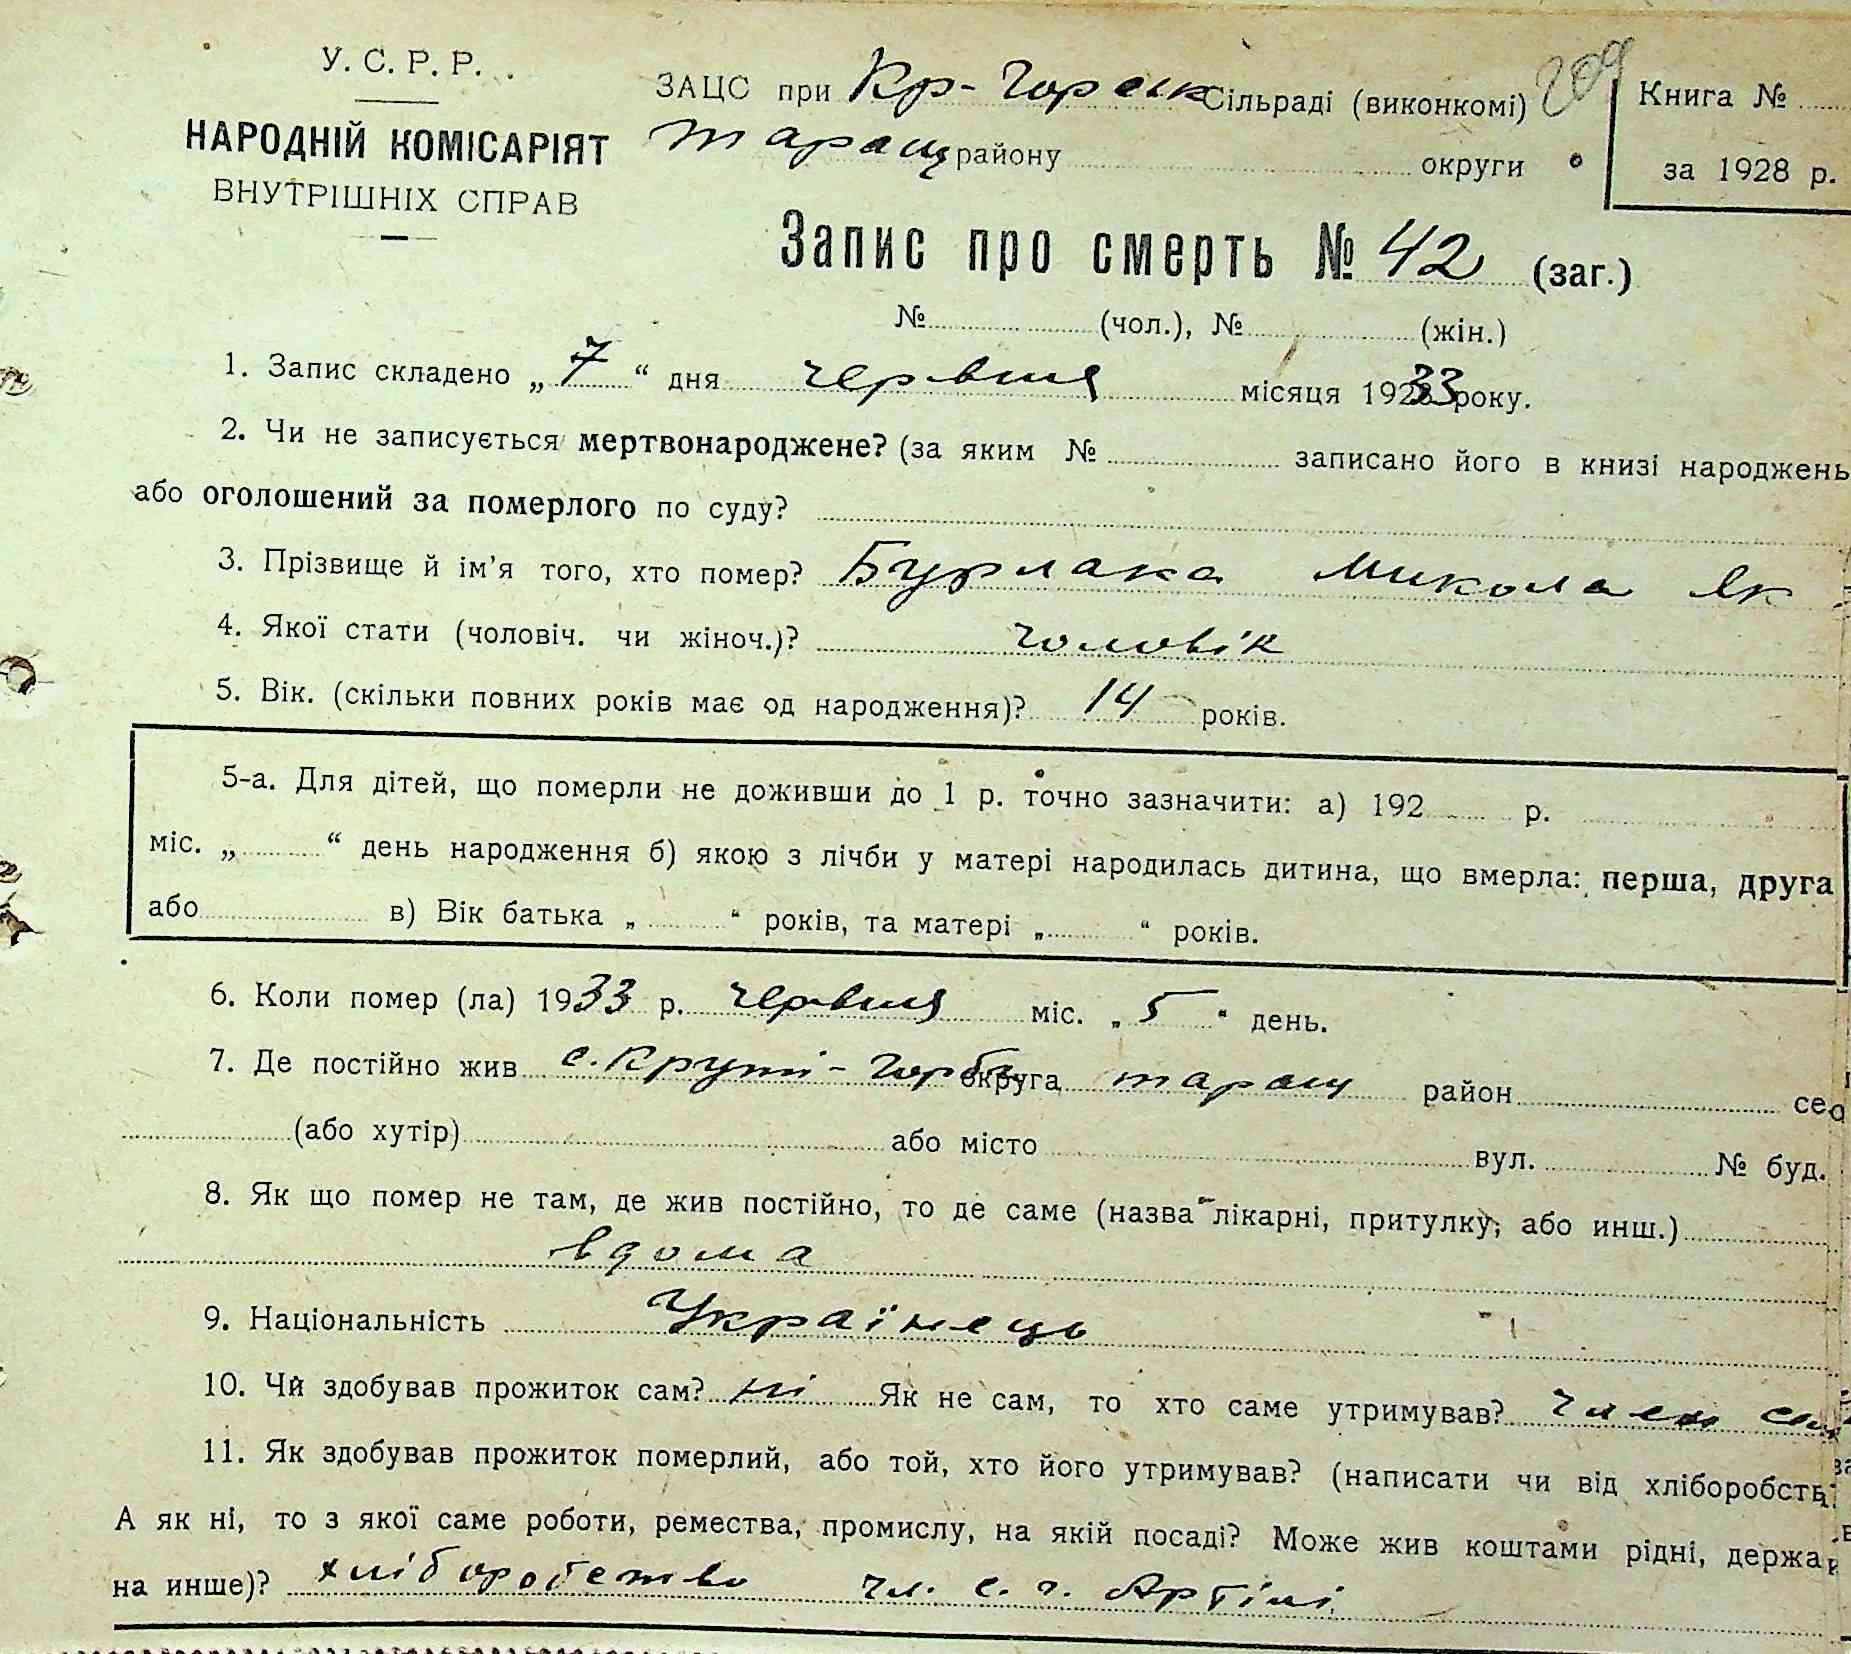 У. С. Р. Р.
НАРОДНІЙ КОМІСАРІЯТ
ВНУТРІШНІХ СПРАВ
ЗАЦС при Кр-Горськ Сільраді (виконкомі)
Таращ району округи
209
Книга №
за 1928 р.
Запис про смерть № 42 (заг.)
№ (чол.), № (жін.)
1. Запис складено „ 7 “ дня червня місяця 1933 року.
2. Чи не записується мертвонароджене? (за яким № записано його в книзі народжень
або оголошений за померлого по суду?
3. Прізвище й ім’я того, хто помер? Бурлака Микола Як
4. Якої стати (чоловіч. чи жіноч.)? чоловік
5. Вік. (скільки повних років має од народження)? 14 років.
5-а. Для дітей, що померли не доживши до 1 р. точно зазначити: а) 192 р.
міс. „ “ день народження б) якою з лічби у матері народилась дитина, що вмерла: перша, друга
або в) Вік батька „ “ років, та матері „ “ років.
6. Коли помер (ла) 1933 р. червня міс. „ 5 “ день.
7. Де постійно жив с. Круті-Горби округа таращ район се
(або хутір) або місто вул. № буд.
8. Як що помер не там, де жив постійно, то де саме (назва лікарні, притулку, або инш.)
вдома
9. Національність Українець
10. Чи здобував прожиток сам? ні Як не сам, то хто саме утримував? член
11. Як здобував прожиток померлий, або той, хто його утримував? (написати чи від хліборобств
А як ні, то з якої саме роботи, ремества, промислу, на якій посаді? Може жив коштами рідні, держа
на инше)? хліборобство чл. с. г. Артілі